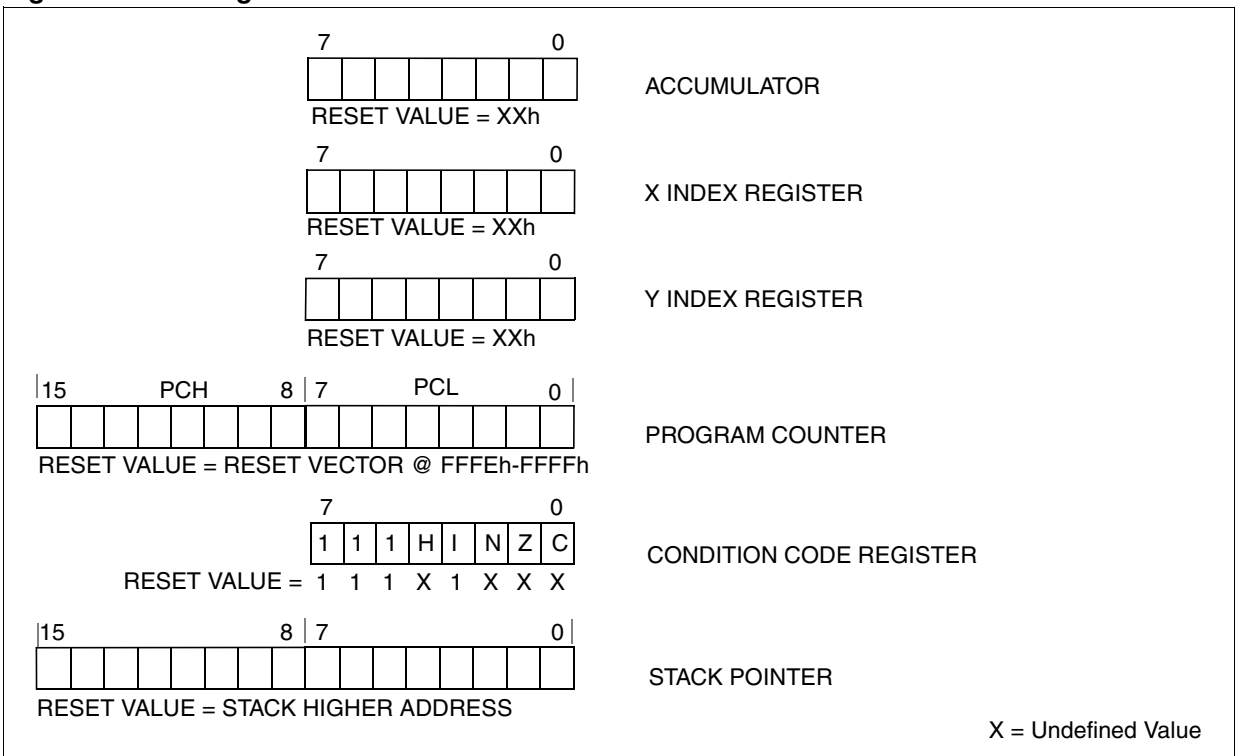 7 0
ACCUMULATOR
RESET VALUE = XXh
7 0
X INDEX REGISTER
RESET VALUE = XXh
7 0
Y INDEX REGISTER
RESET VALUE = XXh
15 PCH 8 7 PCL 0
PROGRAM COUNTER
RESET VALUE = RESET VECTOR @ FFFEh-FFFFh
7 0
1 1 1 H I N Z C
CONDITION CODE REGISTER
RESET VALUE = 1 1 1 X 1 X X X
15 8 7 0
STACK POINTER
RESET VALUE = STACK HIGHER ADDRESS
X = Undefined Value